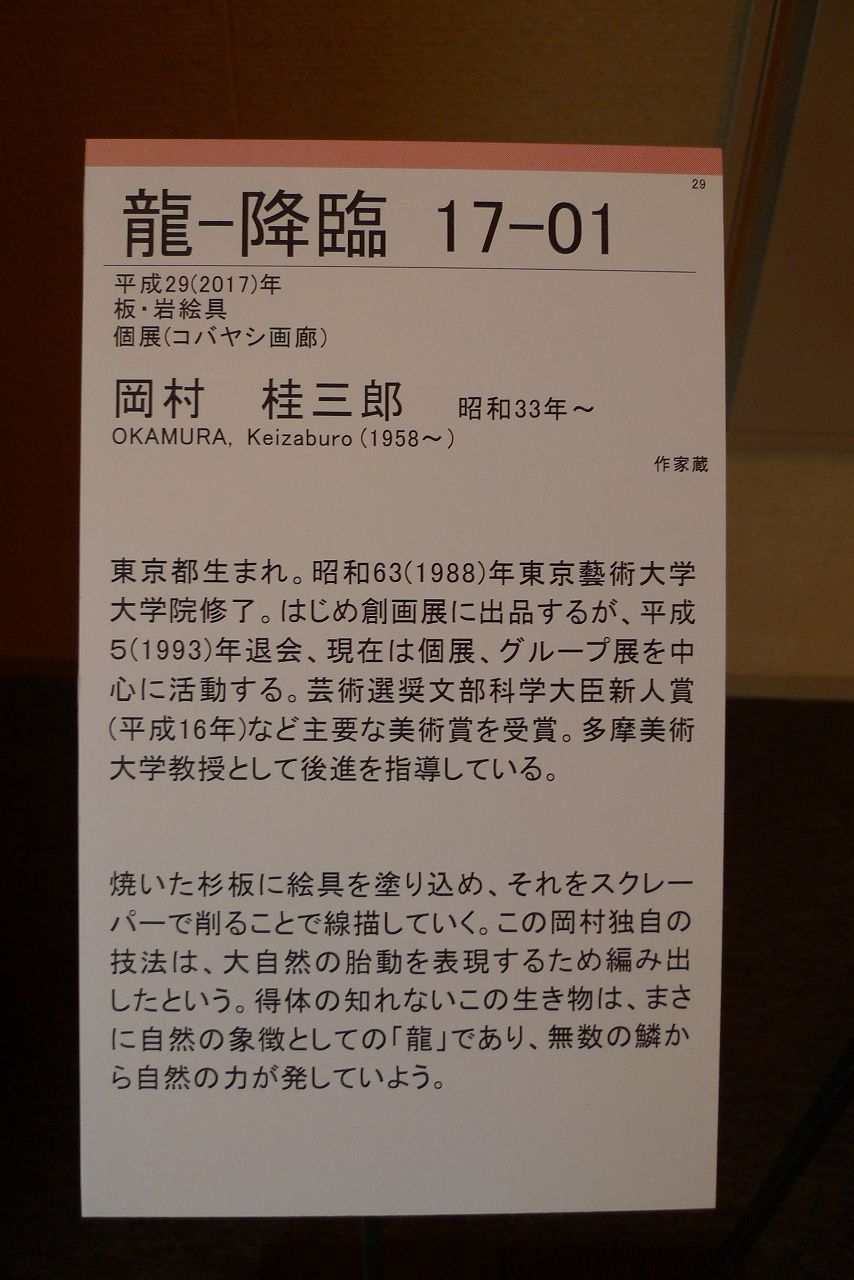 29
龍-降臨 17-01
平成29(2017)年
板・岩絵具
個展(コバヤシ画廊)
岡村 桂三郎 昭和33年～
OKAMURA, Keizaburo (1958～)
作家蔵
東京都生まれ。昭和63(1988)年東京藝術大学
大学院修了。はじめ創画展に出品するが、平成
5(1993)年退会、現在は個展、グループ展を中
心に活動する。芸術選奨文部科学大臣新人賞
(平成16年)など主要な美術賞を受賞。多摩美術
大学教授として後進を指導している。
焼いた杉板に絵具を塗り込め、それをスクレー
パーで削ることで線描していく。この岡村独自の
技法は、大自然の胎動を表現するため編み出
したという。得体の知れないこの生き物は、まさ
に自然の象徴としての「龍」であり、無数の鱗か
ら自然の力が発していよう。